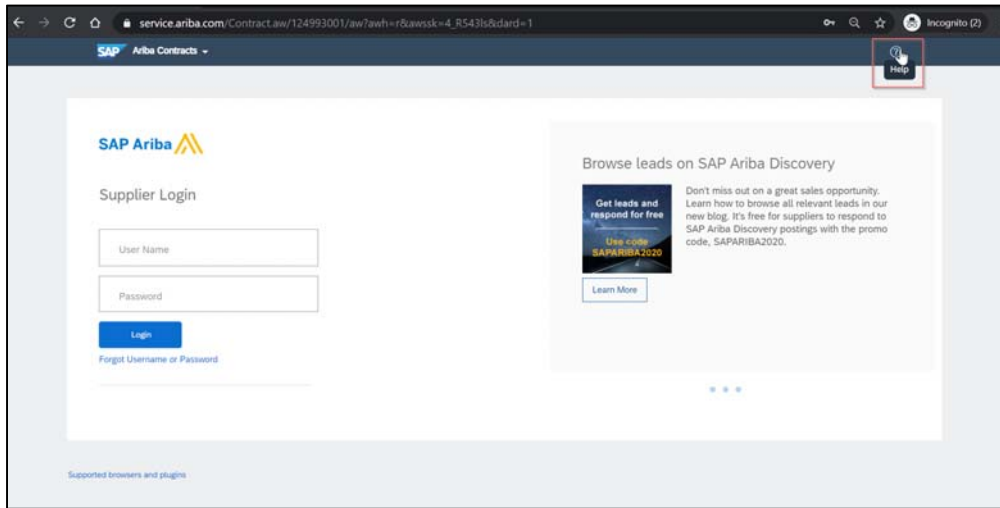 service.ariba.com/Contract.aw/124993001/aw?awh=r&awssk=4_R543ls&dard=1
Incognito (2)
SAP Ariba Contracts
Help
SAP Ariba
Browse leads on SAP Ariba Discovery
Supplier Login
Don't miss out on a great sales opportunity.
Learn how to browse all relevant leads in our
new blog. It's free for suppliers to respond to
SAP Ariba Discovery postings with the promo
code, SAPARIBA2020.
Get leads and
respond for free
Use code
SAPARIBA2020
User Name
Password
Learn More
Login
Forgot Username or Password
Supported browsers and plugins